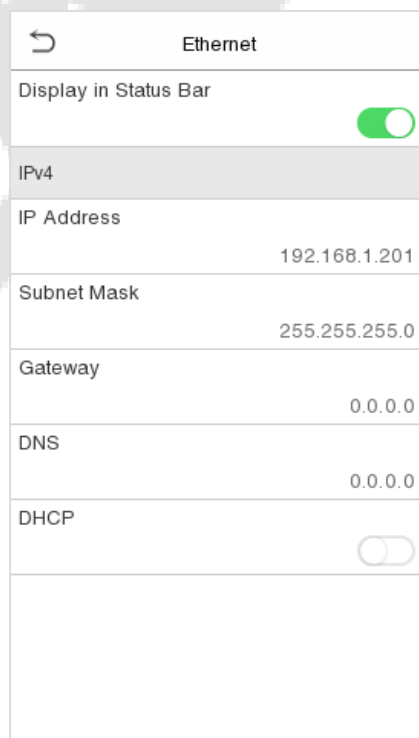 Ethernet
Display in Status Bar
IPv4
IP Address
192.168.1.201
Subnet Mask
255.255.255.0
Gateway
0.0.0.0
DNS
0.0.0.0
DHCP